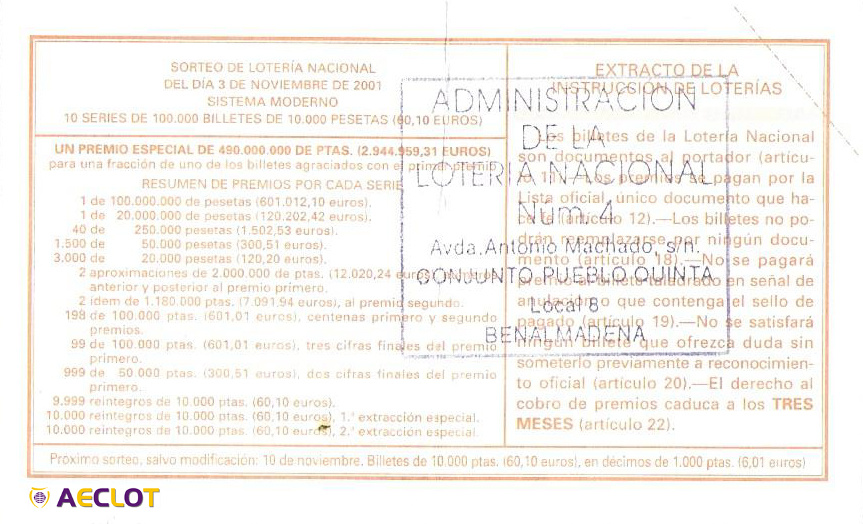 SORTEO DE LOTERÍA NACIONAL
DEL DÍA 3 DE NOVIEMBRE DE 2001
SISTEMA MODERNO
10 SERIES DE 100.000 BILLETES DE 10.000 PESETAS (60,10 EUROS)
UN PREMIO ESPECIAL DE 490.000.000 DE PTAS. (2.944.959,31 EUROS)
para una fracción de uno de los billetes agraciados con el primer premio
RESUMEN DE PREMIOS POR CADA SERIE
1 de 100.000.000 de pesetas (601.012,10 euros).
1 de 20.000.000 de pesetas (120.202,42 euros).
40 de 250.000 pesetas (1.502,53 euros).
1.500 de 50.000 pesetas (300,51 euros).
3.000 de 20.000 pesetas (120,20 euros).
2 aproximaciones de 2.000.000 de ptas. (12.020,24 euros),
anterior y posterior al premio primero.
2 idem de 1.180.000 ptas. (7.091,94 euros), al premio segundo.
198 de 100.000 ptas. (601,01 euros), centenas primero y segundo
premios.
99 de 100.000 ptas. (601,01 euros), tres cifras finales del premio
primero.
999 de 50.000 ptas. (300,51 euros), dos cifras finales del premio
primero.
9.999 reintegros de 10.000 ptas. (60,10 euros).
10.000 reintegros de 10.000 ptas. (60,10 euros), 1.ª extracción especial.
10.000 reintegros de 10.000 ptas. (60,10 euros), 2.ª extracción especial.
EXTRACTO DE LA
INSTRUCCION DE LOTERÍAS
Los billetes de la Lotería Nacional
son documentos al portador (artícu-
lo 1).—Los premios se pagan por la
Lista oficial, único documento que ha-
ce fe (artículo 12).—Los billetes no po-
drán reemplazarse por ningún docu-
mento (artículo 18).—No se pagará
premio al billete taladrado en señal de
anulación o que contenga el sello de
pagado (artículo 19).—No se satisfará
ningún billete que ofrezca duda sin
someterlo previamente a reconocimien-
to oficial (artículo 20).—El derecho al
cobro de premios caduca a los TRES
MESES (artículo 22).
ADMINISTRACION
DE LA
LOTERIA NACIONAL
Núm. 4
Avda. Antonio Machado, s/n.
CONJUNTO PUEBLO QUINTA
Local 8
BENALMADENA
Próximo sorteo, salvo modificación: 10 de noviembre. Billetes de 10.000 ptas. (60,10 euros), en décimos de 1.000 ptas. (6,01 euros)
AECLOT